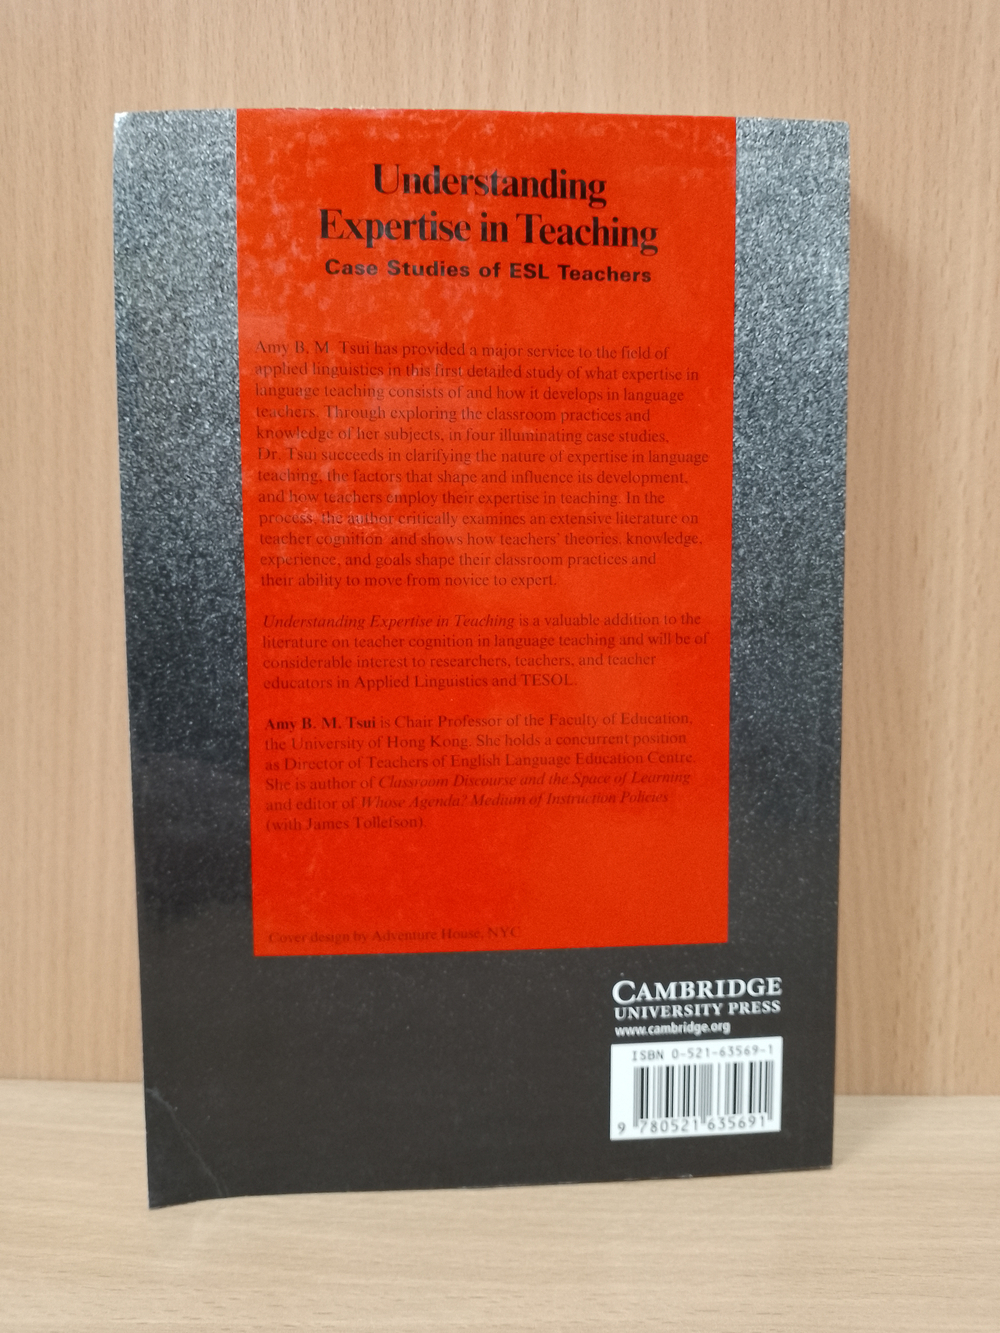 Understanding
Expertise in Teaching
Case Studies of ESL Teachers
Amy B. M. Tsui has provided a major service to the field of
applied linguistics in this first detailed study of what expertise in
language teaching consists of and how it develops in language
teachers. Through exploring the classroom practices and
knowledge of her subjects, in four illuminating case studies,
Dr. Tsui succeeds in clarifying the nature of expertise in language
teaching, the factors that shape and influence its development,
and how teachers employ their expertise in teaching. In the
process, the author critically examines an extensive literature on
teacher cognition and shows how teachers' theories, knowledge,
experience, and goals shape their classroom practices and
their ability to move from novice to expert.
Understanding Expertise in Teaching is a valuable addition to the
literature on teacher cognition in language teaching and will be of
considerable interest to researchers, teachers, and teacher
educators in Applied Linguistics and TESOL.
Amy B. M. Tsui is Chair Professor of the Faculty of Education,
the University of Hong Kong. She holds a concurrent position
as Director of Teachers of English Language Education Centre.
She is author of Classroom Discourse and the Space of Learning
and editor of Whose Agenda? Medium of Instruction Policies
(with James Tollefson).
Cover design by Adventure House, NYC
CAMBRIDGE
UNIVERSITY PRESS
www.cambridge.org
ISBN 0-521-63569-1
9 780521 635691